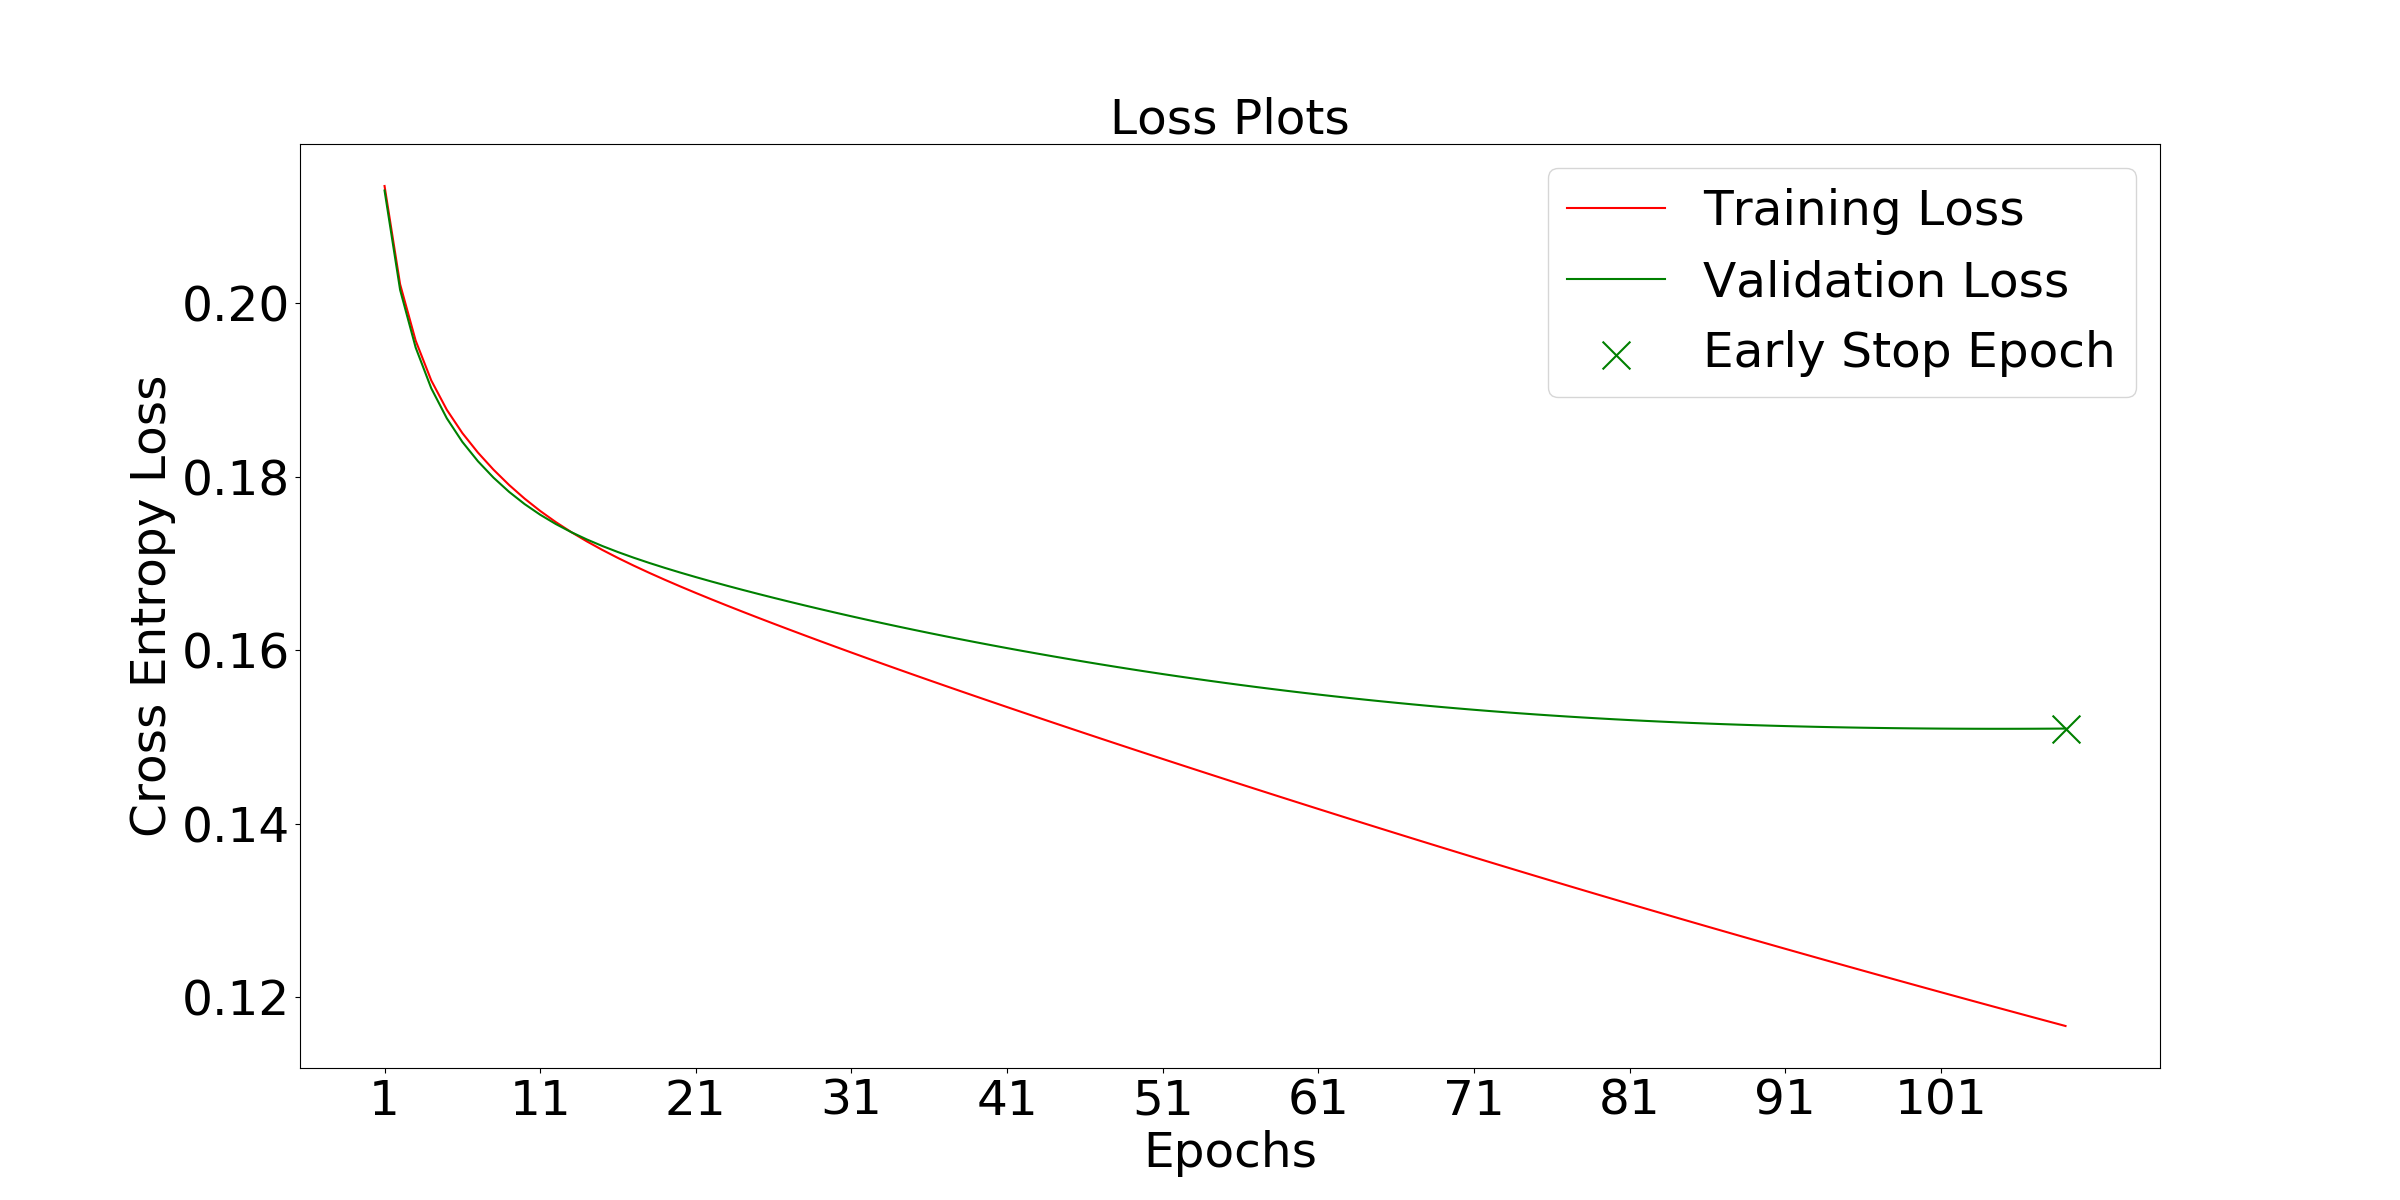 Loss Plots
Training Loss
Validation Loss
Early Stop Epoch
Cross Entropy Loss
0.20
0.18
0.16
0.14
0.12
1 11 21 31 41 51 61 71 81 91 101
Epochs